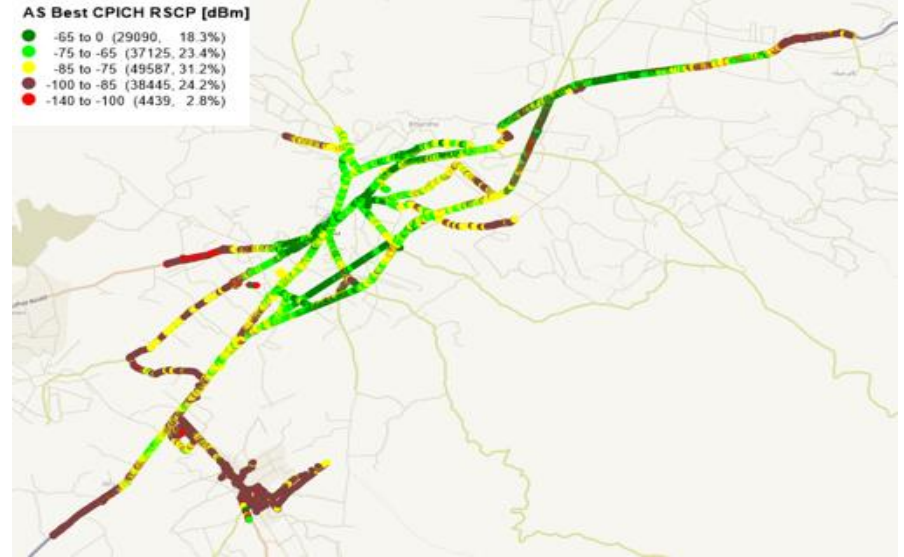 AS Best CPICH RSCP [dBm]
-65 to 0 (29090, 18.3%)
-75 to -65 (37125, 23.4%)
-85 to -75 (49587, 31.2%)
-100 to -85 (38445, 24.2%)
-140 to -100 (4439, 2.8%)